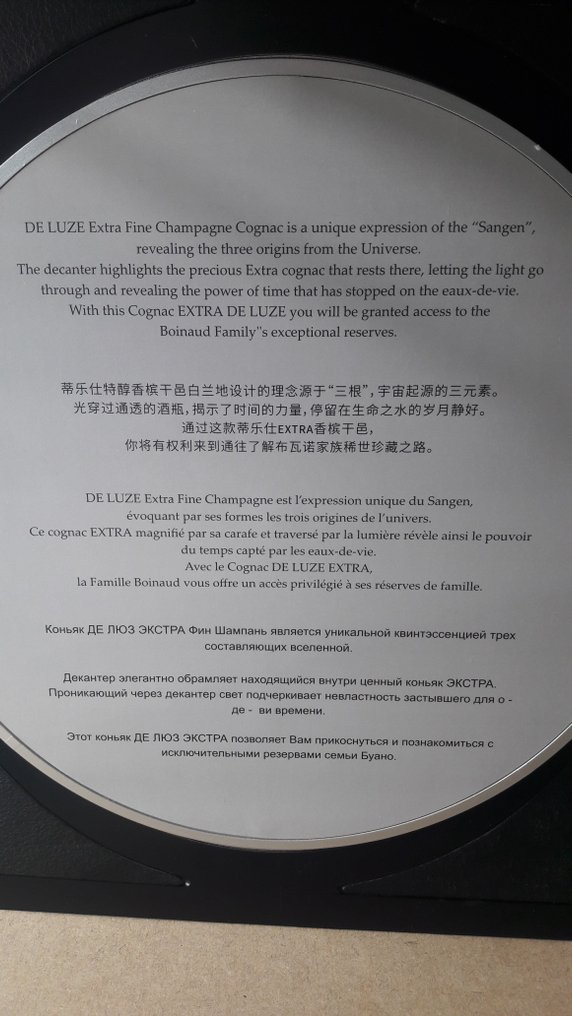 DE LUZE Extra Fine Champagne Cognac is a unique expression of the “Sangen”,
revealing the three origins from the Universe.
The decanter highlights the precious Extra cognac that rests there, letting the light go
through and revealing the power of time that has stopped on the eaux-de-vie.
With this Cognac EXTRA DE LUZE you will be granted access to the
Boinaud Family"s exceptional reserves.
蒂乐仕特醇香槟干邑白兰地设计的理念源于“三根”，宇宙起源的三元素。
光穿过通透的酒瓶，揭示了时间的力量，停留在生命之水的岁月静好。
通过这款蒂乐仕EXTRA香槟干邑，
你将有权利来到通往了解布瓦诺家族稀世珍藏之路。
DE LUZE Extra Fine Champagne est l’expression unique du Sangen,
évoquant par ses formes les trois origines de l’univers.
Ce cognac EXTRA magnifié par sa carafe et traversé par la lumière révèle ainsi le pouvoir
du temps capté par les eaux-de-vie.
Avec le Cognac DE LUZE EXTRA,
la Famille Boinaud vous offre un accès privilégié à ses réserves de famille.
Коньяк ДЕ ЛЮЗ ЭКСТРА Фин Шампань является уникальной квинтэссенцией трех
составляющих вселенной.
Декантер элегантно обрамляет находящийся внутри ценный коньяк ЭКСТРА.
Проникающий через декантер свет подчеркивает невластность застывшего для о -
де - ви времени.
Этот коньяк ДЕ ЛЮЗ ЭКСТРА позволяет Вам прикоснуться и познакомиться с
исключительными резервами семьи Буано.